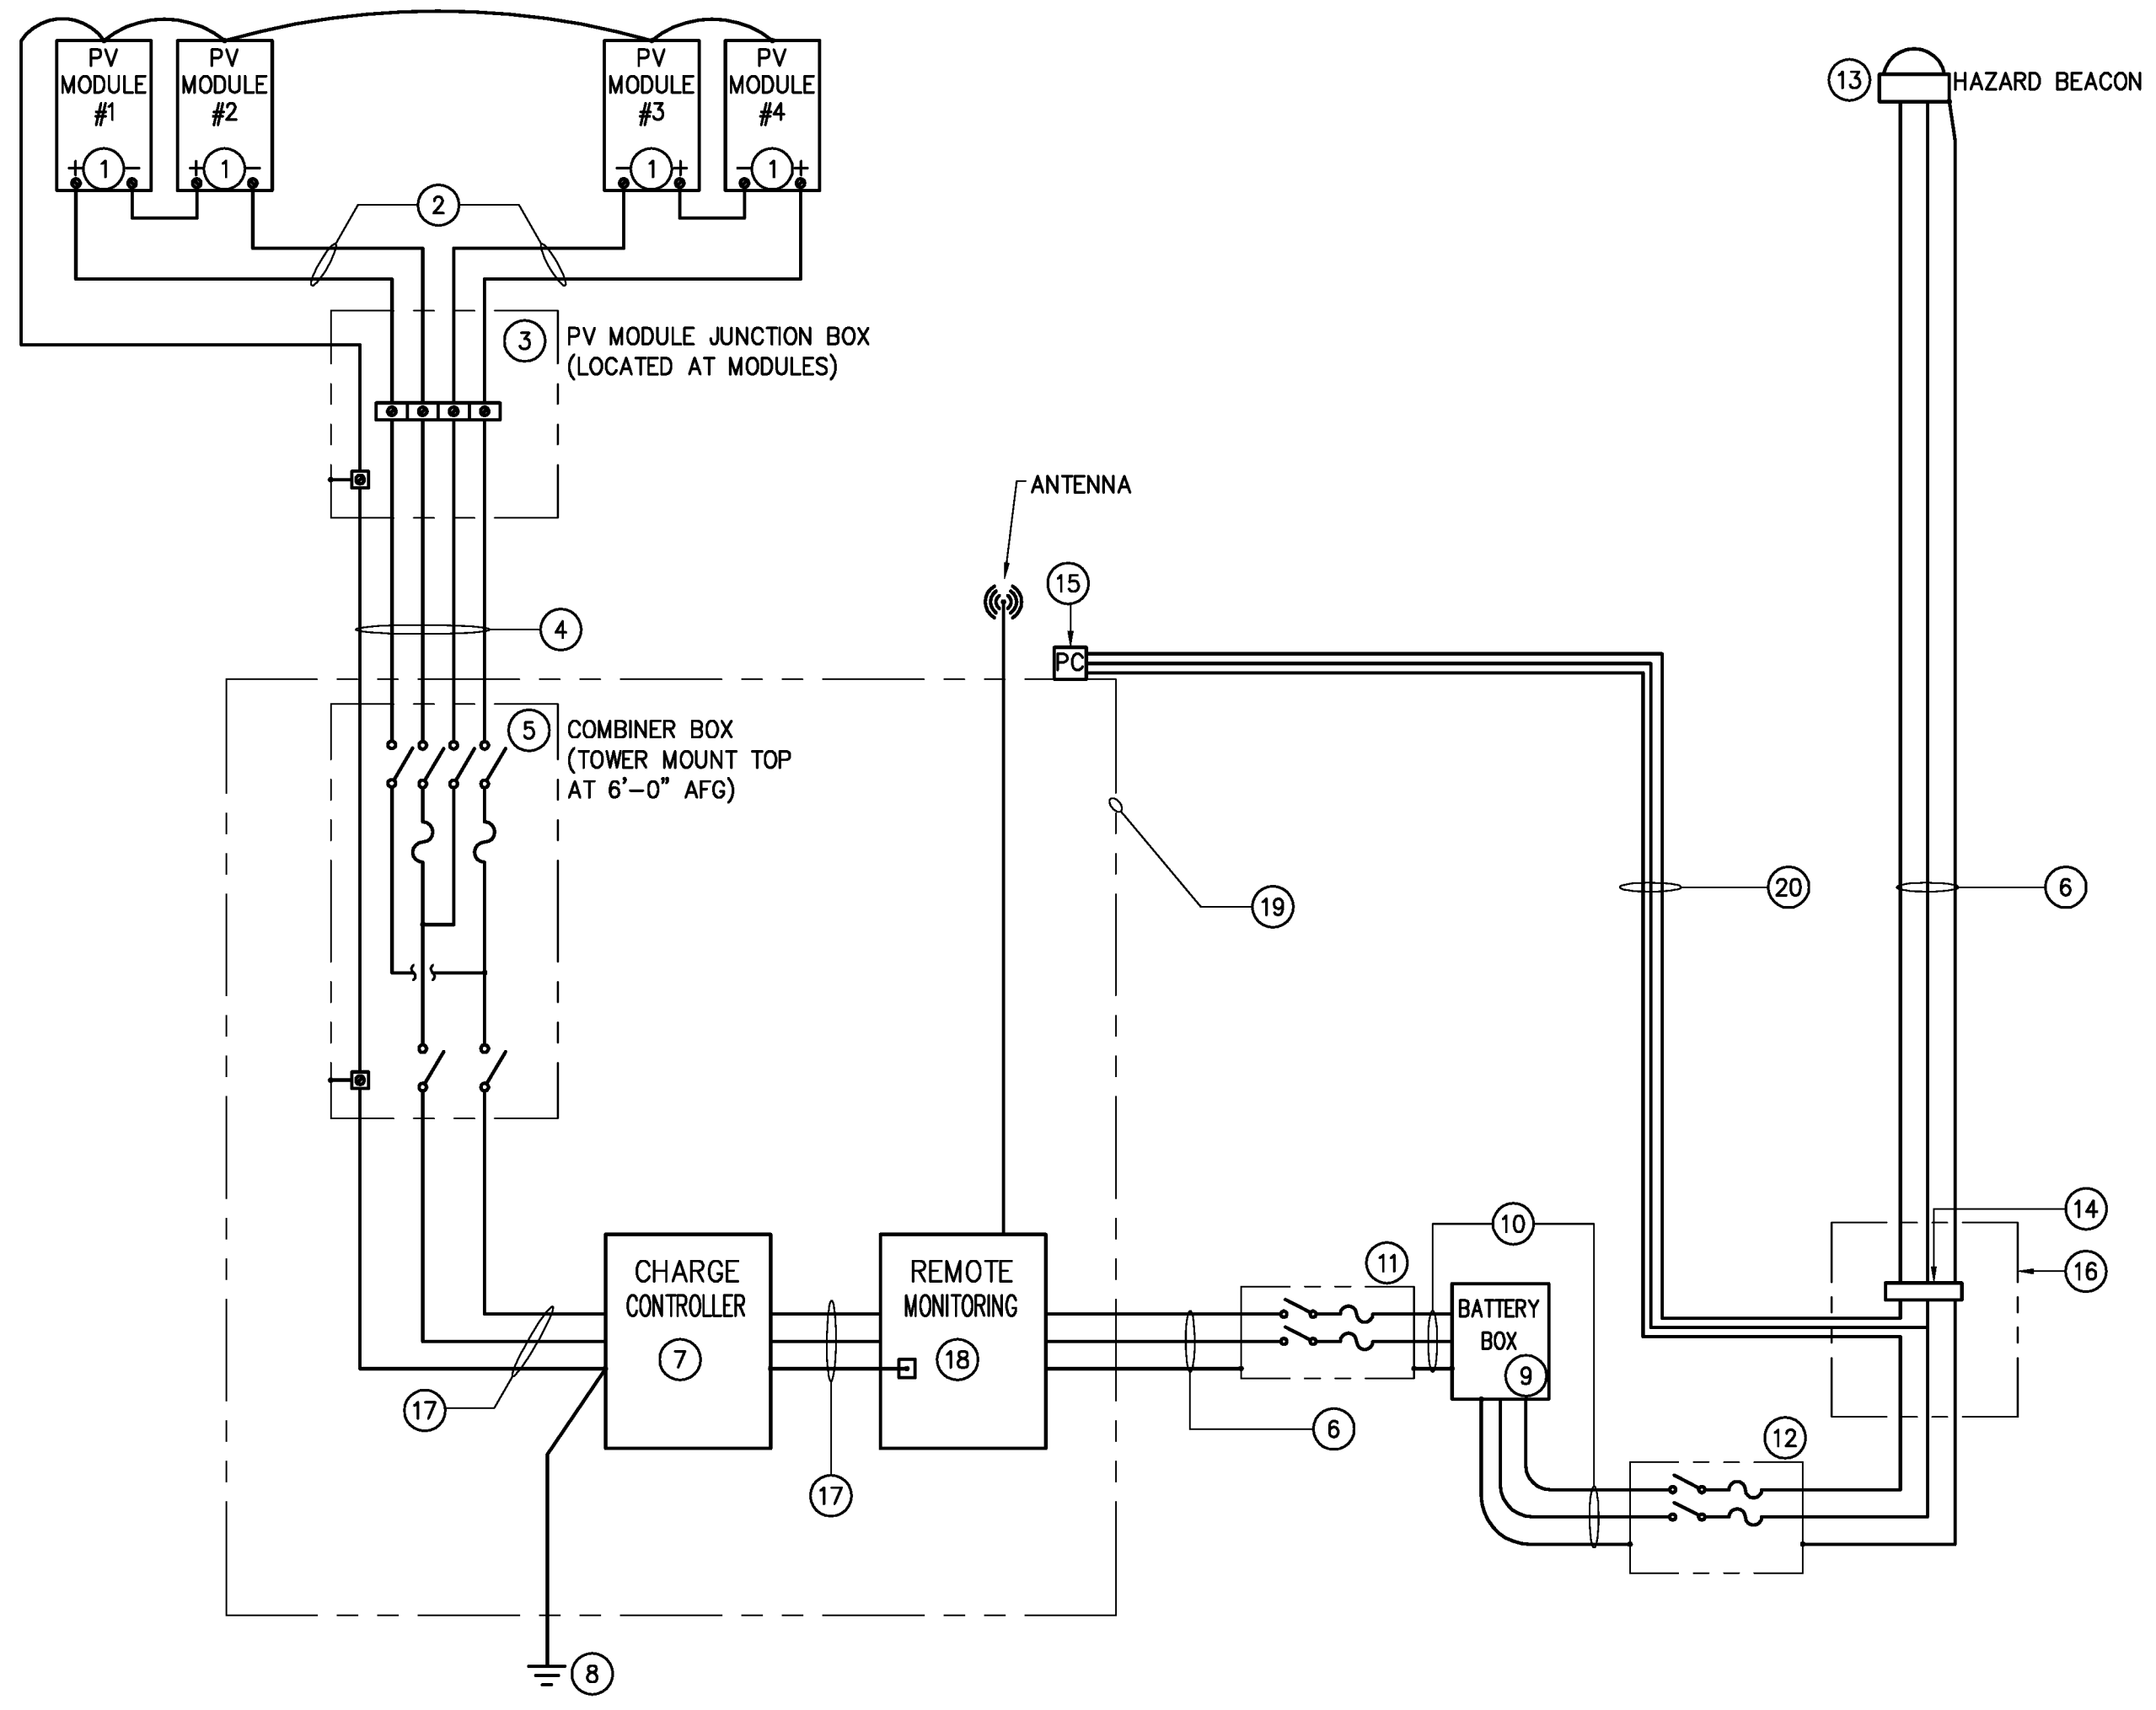 PV
MODULE
#1
+ 1 −
PV
MODULE
#2
+ 1 −
PV
MODULE
#3
− 1 +
PV
MODULE
#4
− 1 +
13
HAZARD BEACON
2
3
PV MODULE JUNCTION BOX
(LOCATED AT MODULES)
ANTENNA
15
PC
4
5
COMBINER BOX
(TOWER MOUNT TOP
AT 6'-0" AFG)
19
20
6
14
16
10
11
CHARGE
CONTROLLER
7
REMOTE
MONITORING
18
BATTERY
BOX
9
17
6
12
17
8